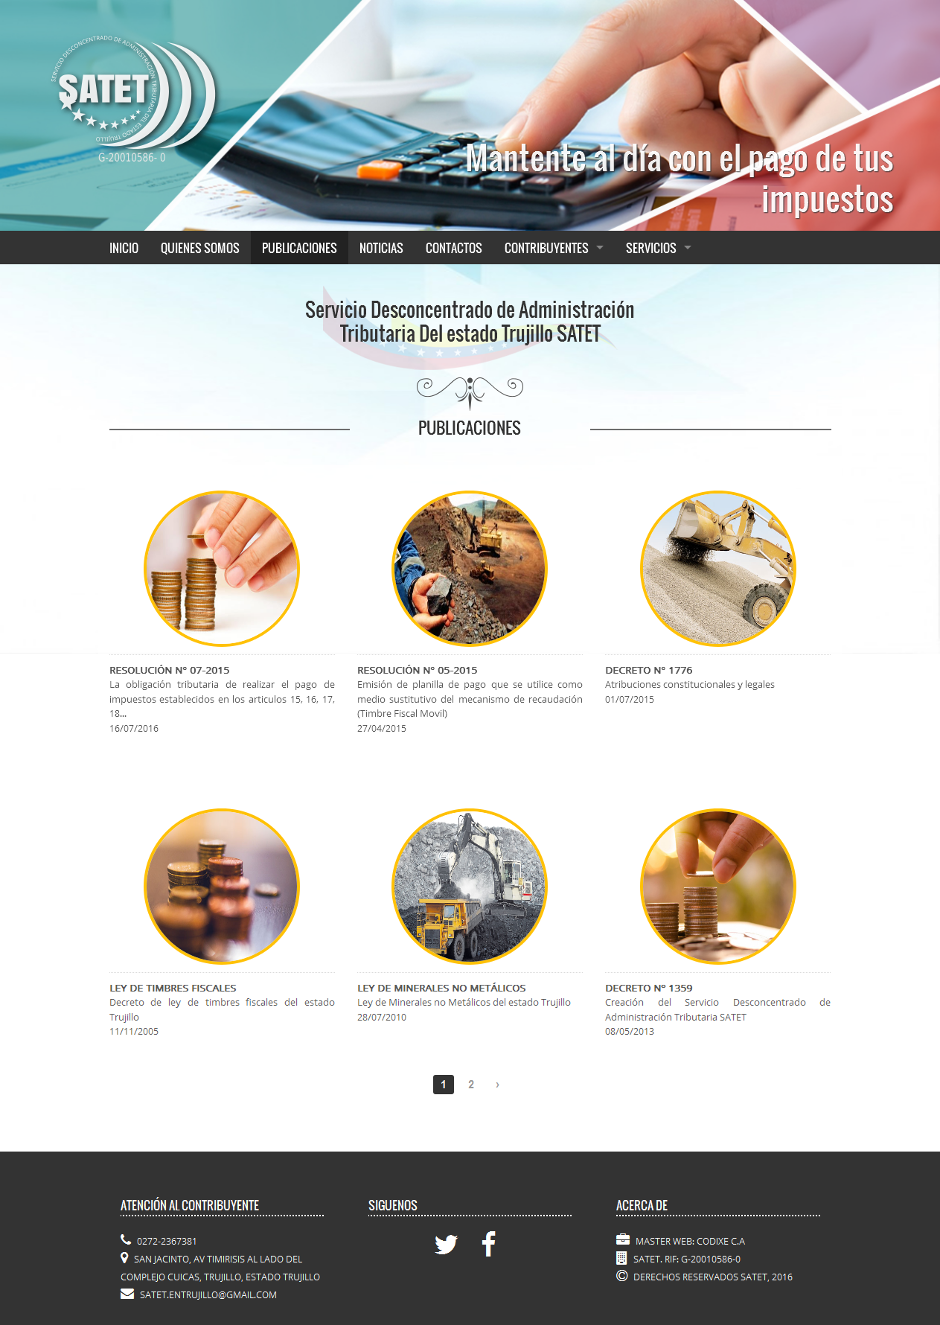 SERVICIO DESCONCENTRADO DE ADMINISTRACIÓN TRIBUTARIA DEL ESTADO TRUJILLO
SATET
G-20010586- 0
Mantente al día con el pago de tus
impuestos
INICIO QUIENES SOMOS PUBLICACIONES NOTICIAS CONTACTOS CONTRIBUYENTES SERVICIOS
Servicio Desconcentrado de Administración
Tributaria Del estado Trujillo SATET
PUBLICACIONES
RESOLUCIÓN Nº 07-2015
La obligación tributaria de realizar el pago de
impuestos establecidos en los articulos 15, 16, 17,
18...
16/07/2016
RESOLUCIÓN Nº 05-2015
Emisión de planilla de pago que se utilice como
medio sustitutivo del mecanismo de recaudación
(Timbre Fiscal Movil)
27/04/2015
DECRETO Nº 1776
Atribuciones constitucionales y legales
01/07/2015
LEY DE TIMBRES FISCALES
Decreto de ley de timbres fiscales del estado
Trujillo
11/11/2005
LEY DE MINERALES NO METÁLICOS
Ley de Minerales no Metálicos del estado Trujillo
28/07/2010
DECRETO Nº 1359
Creación del Servicio Desconcentrado de
Administración Tributaria SATET
08/05/2013
1 2 ›
ATENCIÓN AL CONTRIBUYENTE
0272-2367381
SAN JACINTO, AV TIMIRISIS AL LADO DEL
COMPLEJO CUICAS, TRUJILLO, ESTADO TRUJILLO
SATET.ENTRUJILLO@GMAIL.COM
SIGUENOS
ACERCA DE
MASTER WEB: CODIXE C.A
SATET. RIF: G-20010586-0
© DERECHOS RESERVADOS SATET, 2016